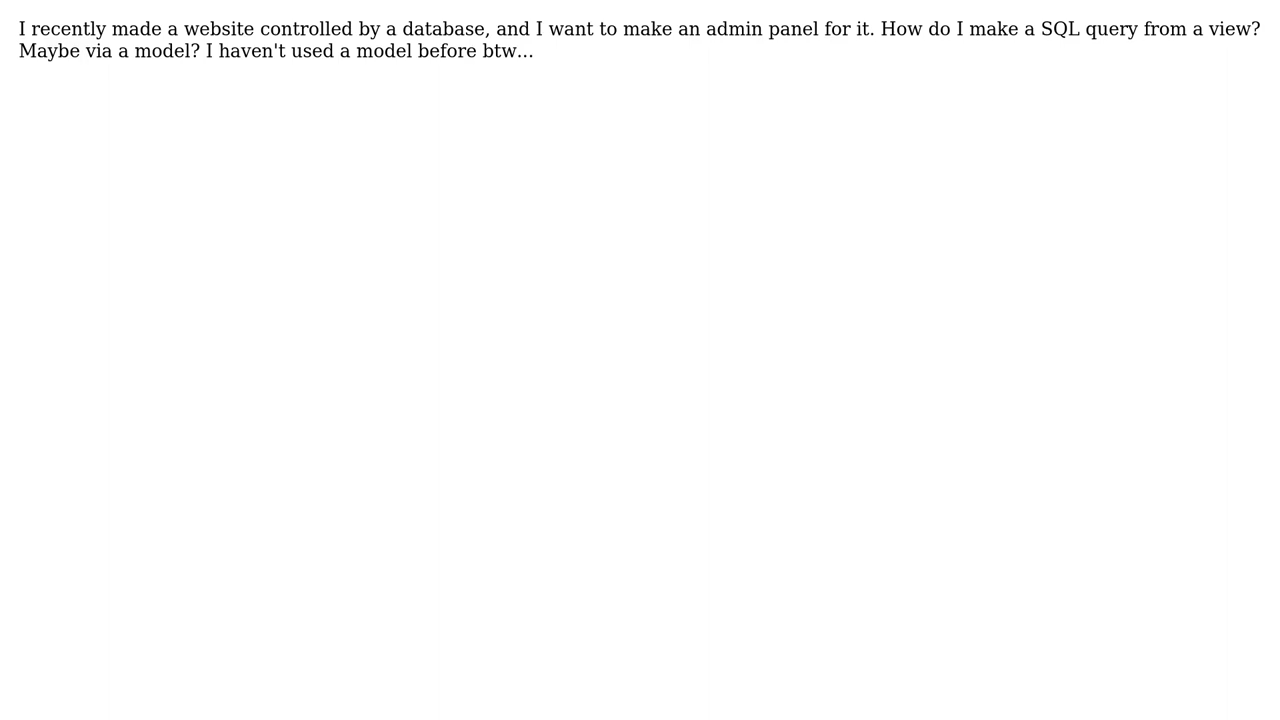 I recently made a website controlled by a database, and I want to make an admin panel for it. How do I make a SQL query from a view?
Maybe via a model? I haven't used a model before btw...